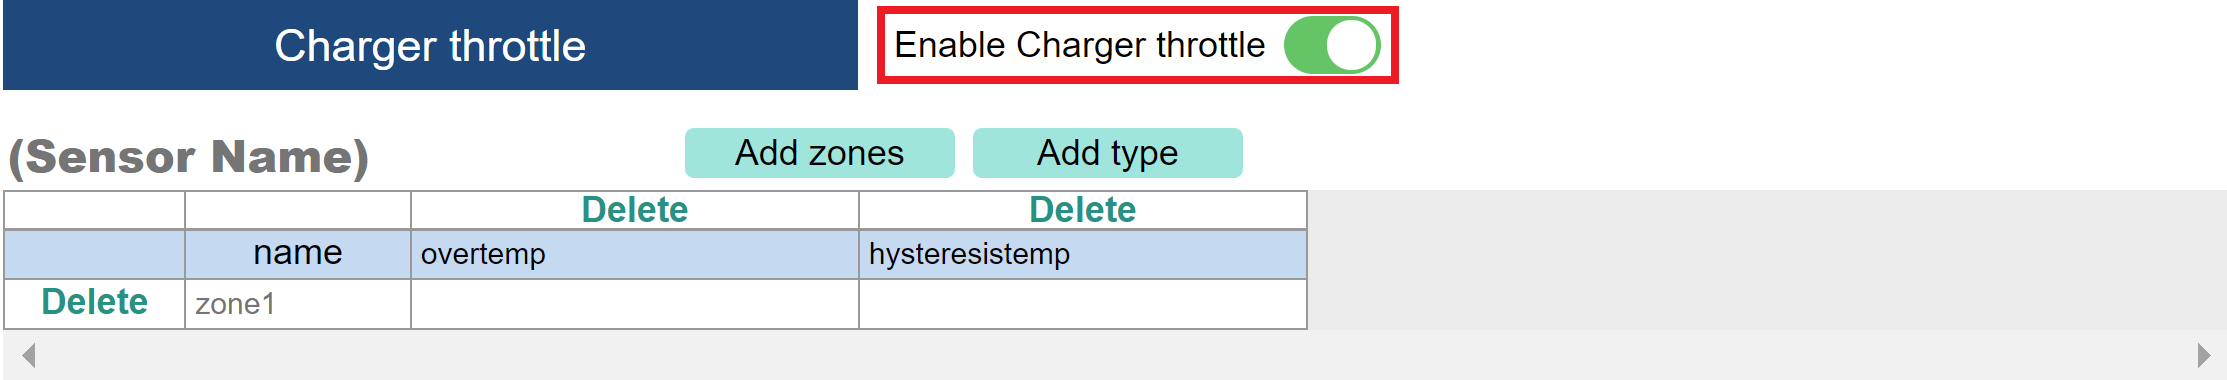 Charger throttle
Enable Charger throttle
(Sensor Name)
Add zones
Add type
Delete
Delete
name
overtemp
hysteresistemp
Delete
zone1